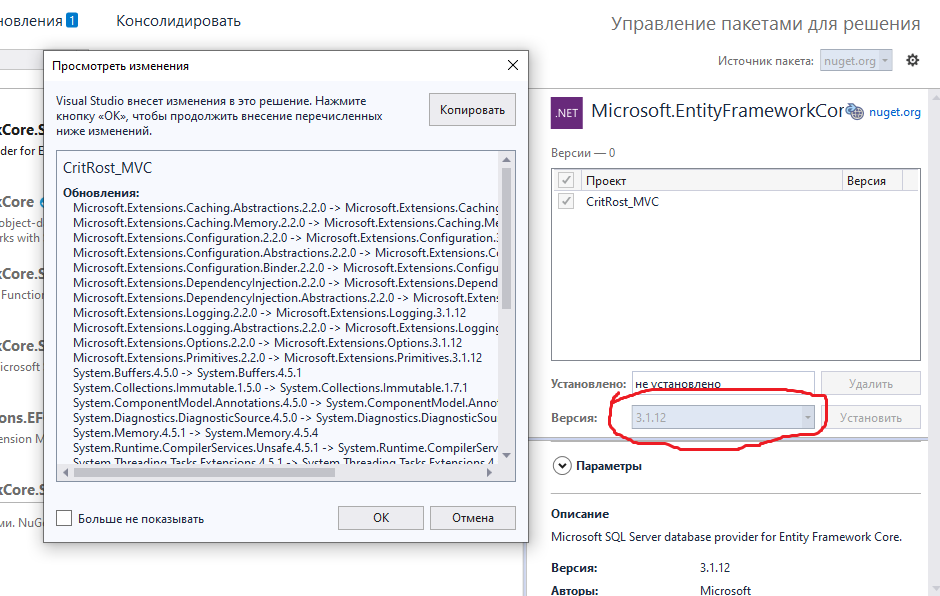 новления 1
Консолидировать
Управление пакетами для решения
Источник пакета: nuget.org
Просмотреть изменения
Visual Studio внесет изменения в это решение. Нажмите
кнопку «ОК», чтобы продолжить внесение перечисленных
ниже изменений.
Копировать
CritRost_MVC
Обновления:
Microsoft.Extensions.Caching.Abstractions.2.2.0 -> Microsoft.Extensions.Caching
Microsoft.Extensions.Caching.Memory.2.2.0 -> Microsoft.Extensions.Caching.Me
Microsoft.Extensions.Configuration.2.2.0 -> Microsoft.Extensions.Configuration.3
Microsoft.Extensions.Configuration.Abstractions.2.2.0 -> Microsoft.Extensions.Co
Microsoft.Extensions.Configuration.Binder.2.2.0 -> Microsoft.Extensions.Configu
Microsoft.Extensions.DependencyInjection.2.2.0 -> Microsoft.Extensions.Depend
Microsoft.Extensions.DependencyInjection.Abstractions.2.2.0 -> Microsoft.Extens
Microsoft.Extensions.Logging.2.2.0 -> Microsoft.Extensions.Logging.3.1.12
Microsoft.Extensions.Logging.Abstractions.2.2.0 -> Microsoft.Extensions.Logging
Microsoft.Extensions.Options.2.2.0 -> Microsoft.Extensions.Options.3.1.12
Microsoft.Extensions.Primitives.2.2.0 -> Microsoft.Extensions.Primitives.3.1.12
System.Buffers.4.5.0 -> System.Buffers.4.5.1
System.Collections.Immutable.1.5.0 -> System.Collections.Immutable.1.7.1
System.ComponentModel.Annotations.4.5.0 -> System.ComponentModel.Anno
System.Diagnostics.DiagnosticSource.4.5.0 -> System.Diagnostics.DiagnosticSou
System.Memory.4.5.1 -> System.Memory.4.5.4
System.Runtime.CompilerServices.Unsafe.4.5.1 -> System.Runtime.CompilerServ
System.Threading.Tasks.Extensions.4.5.1 -> System.Threading.Tasks.Extensions.4
Больше не показывать
ОК
Отмена
kCore.S
der for E
kCore
object-d
rks with
kCore.S
Function
kCore.S
icrosoft
ons.EF
ension M
kCore.S
ми. NuGe
.NET
Microsoft.EntityFrameworkCor
nuget.org
Версии — 0
Проект
Версия
CritRost_MVC
Установлено: не установлено
Удалить
Версия: 3.1.12
Установить
Параметры
Описание
Microsoft SQL Server database provider for Entity Framework Core.
Версия: 3.1.12
Авторы: Microsoft